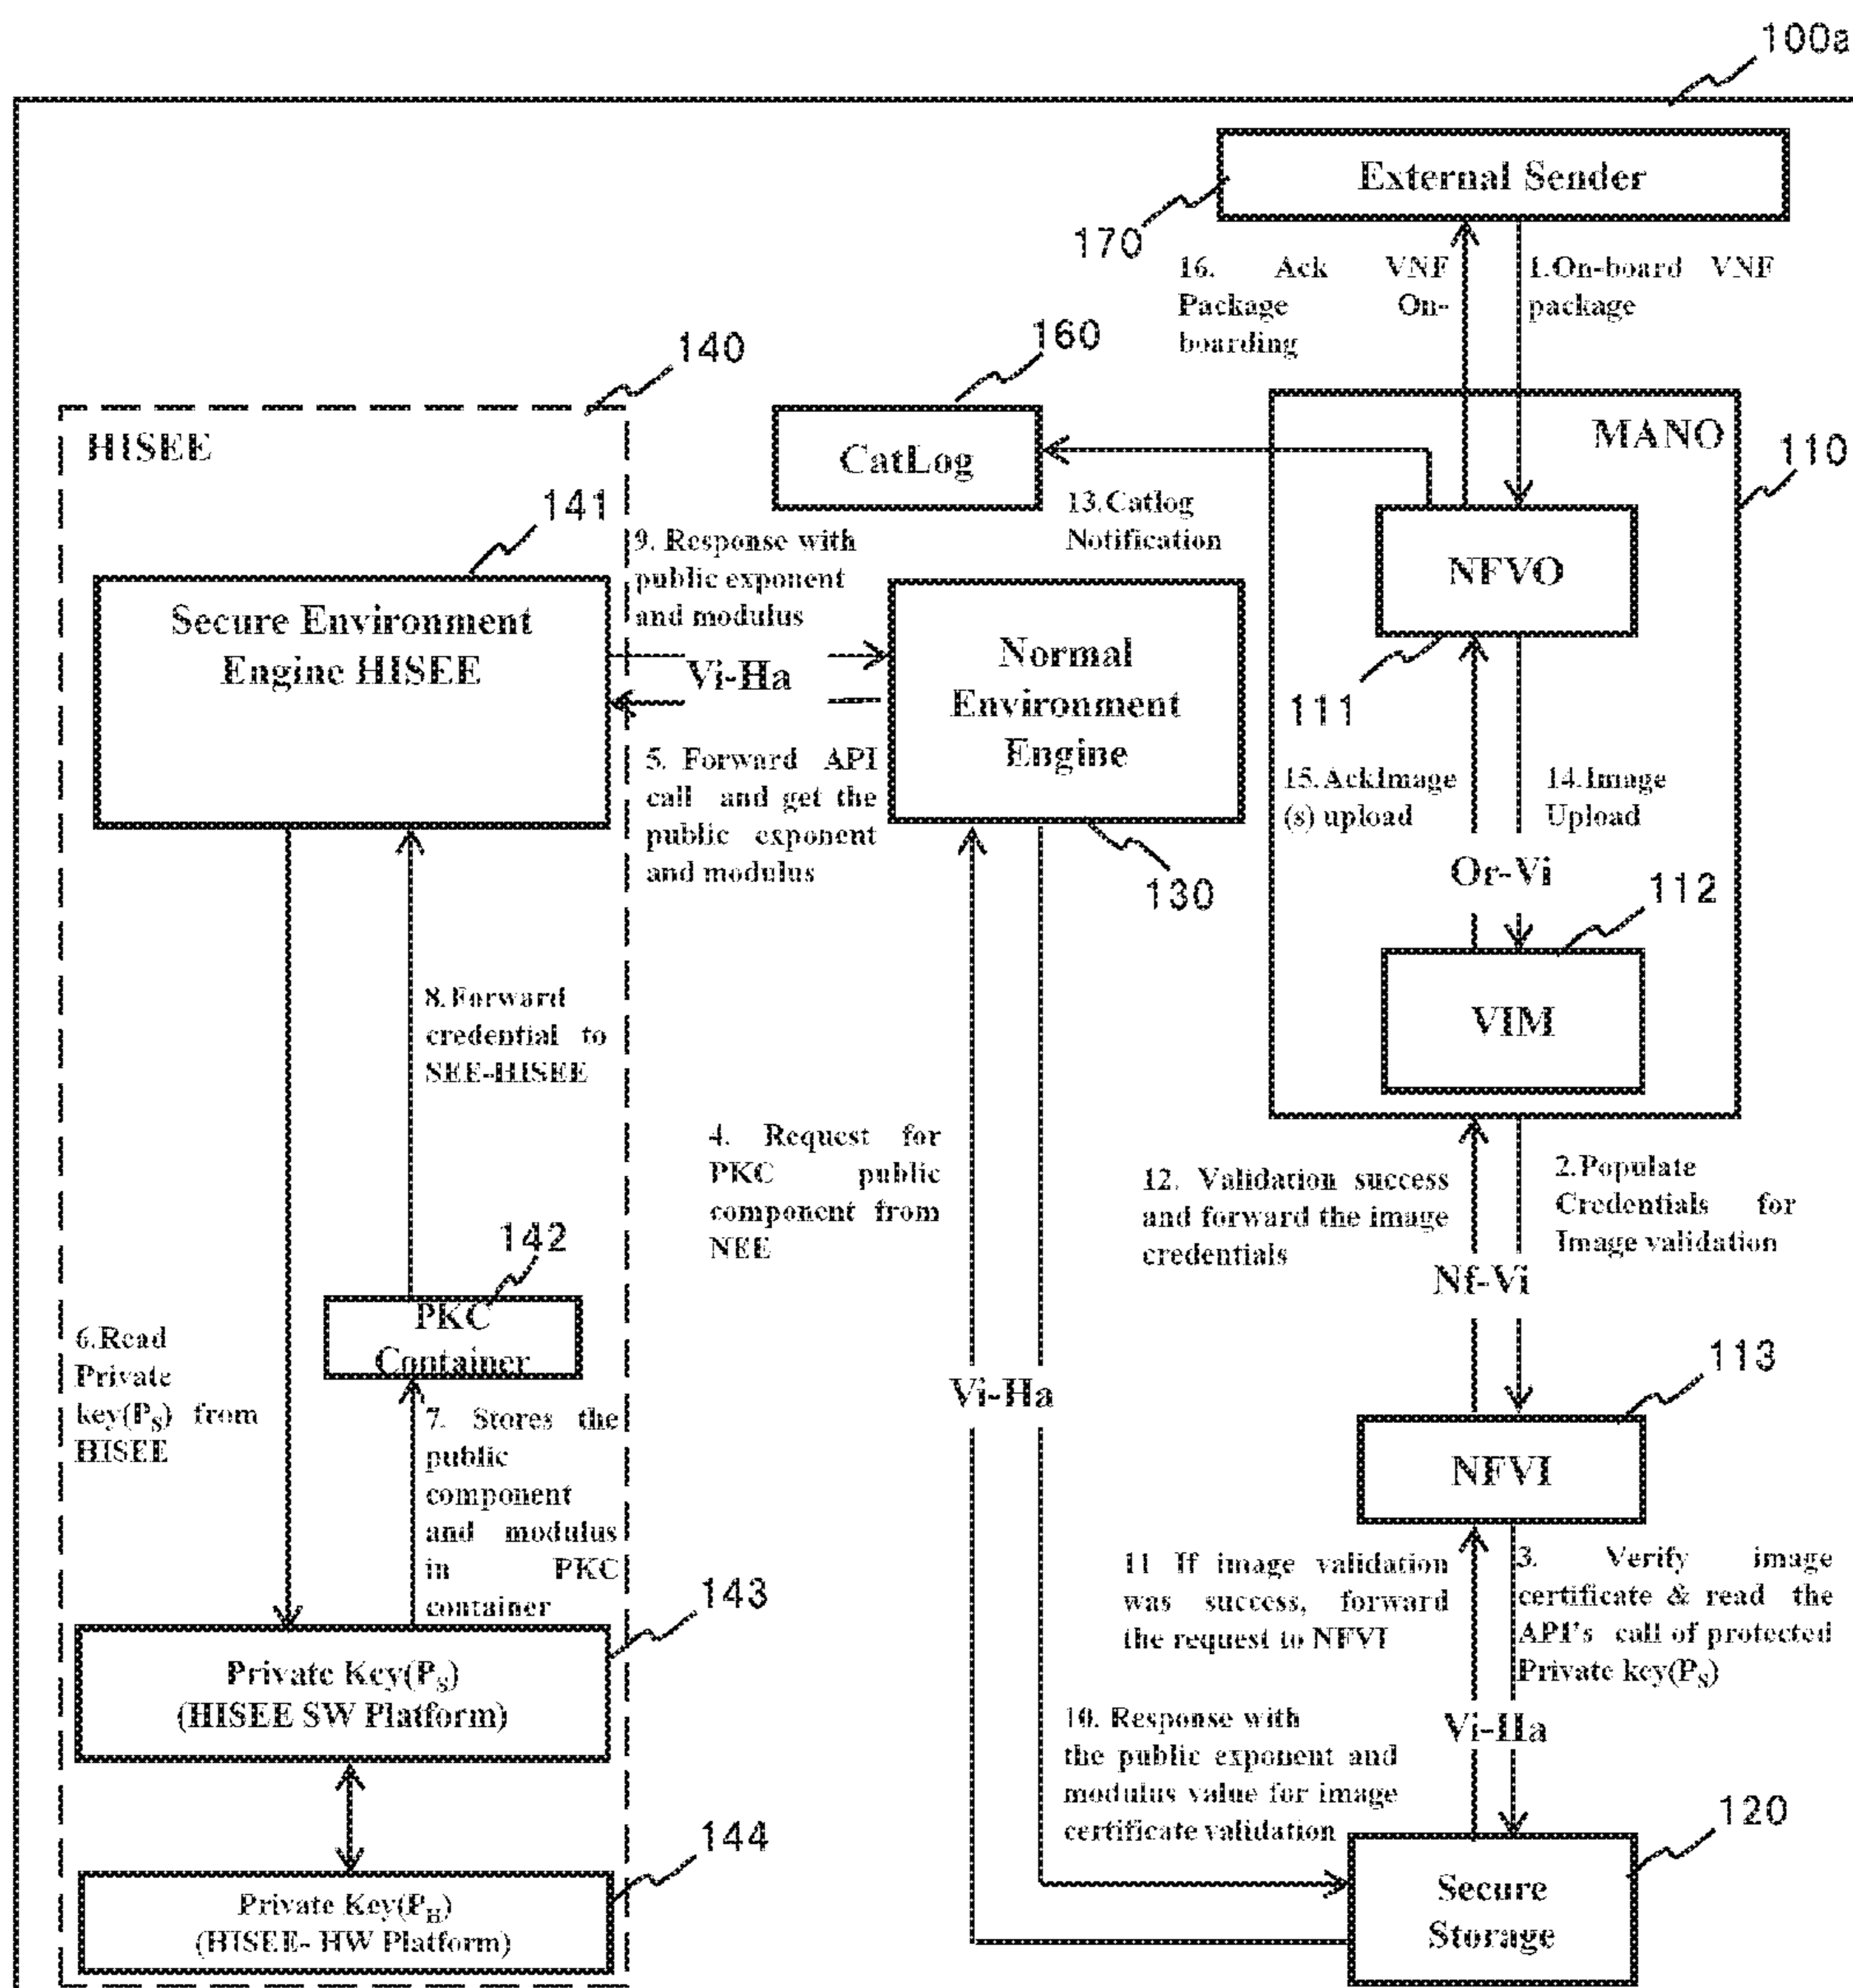 100a
External Sender
170
16. Ack VNF
Package On-
boarding
1.On-board VNF
package
140
160
HISEE
CatLog
MANO
110
141
13.Catlog
Notification
9. Response with
public exponent
and modulus
NFVO
Secure Environment
Engine HISEE
Normal
Environment
Engine
Vi-Ha
111
5. Forward API
call and get the
public exponent
and modulus
15.AckImage
(s) upload
14.Image
Upload
130
Or-Vi
112
VIM
8.Forward
credential to
SEE-HISEE
4. Request for
PKC public
component from
NEE
12. Validation success
and forward the image
credentials
2.Populate
Credentials for
Image validation
142
Nf-Vi
PKC
Container
6.Read
Private
key(PS) from
HISEE
113
Vi-Ha
7. Stores the
public
component
and modulus
in PKC
container
NFVI
11 If image validation
was success, forward
the request to NFVI
3. Verify image
certificate & read the
API's call of protected
Private key(PS)
143
Private Key(PS)
(HISEE SW Platform)
10. Response with
the public exponent and
modulus value for image
certificate validation
Vi-Ha
144
120
Private Key(PH)
(HISEE- HW Platform)
Secure
Storage